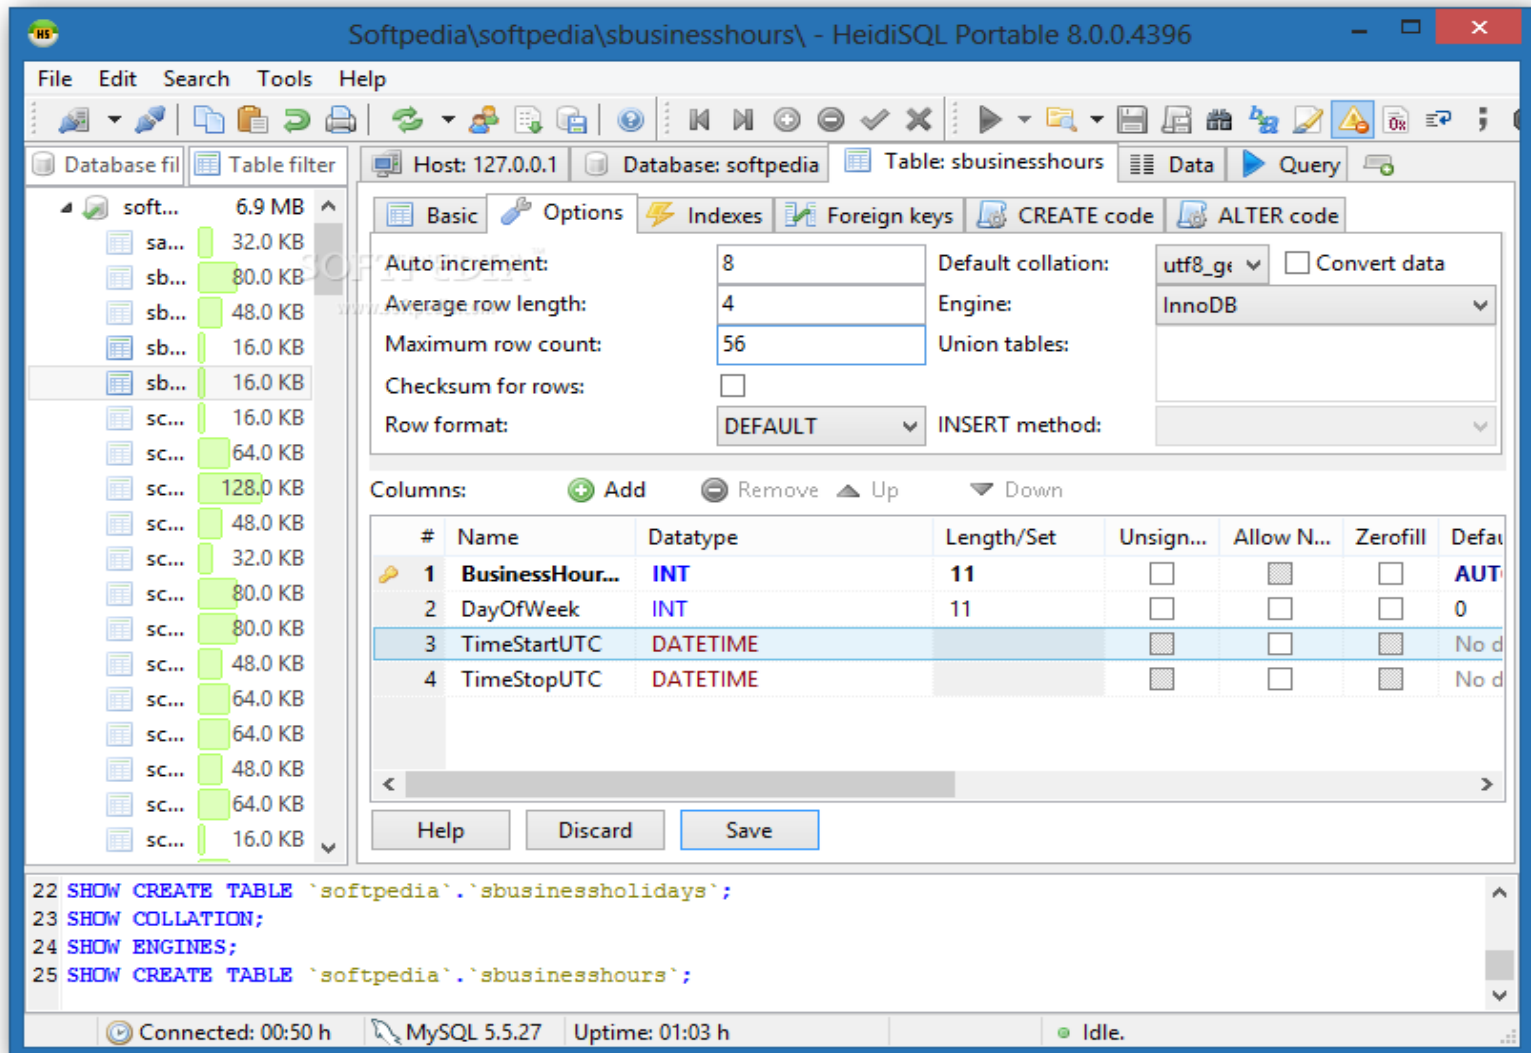 HS Softpedia\softpedia\sbusinesshours\ - HeidiSQL Portable 8.0.0.4396
File Edit Search Tools Help
Database fil Table filter Host: 127.0.0.1 Database: softpedia Table: sbusinesshours Data Query
soft... 6.9 MB
sa... 32.0 KB
sb... 80.0 KB
sb... 48.0 KB
sb... 16.0 KB
sb... 16.0 KB
sc... 16.0 KB
sc... 64.0 KB
sc... 128.0 KB
sc... 48.0 KB
sc... 32.0 KB
sc... 80.0 KB
sc... 80.0 KB
sc... 48.0 KB
sc... 64.0 KB
sc... 64.0 KB
sc... 48.0 KB
sc... 64.0 KB
sc... 16.0 KB
Basic Options Indexes Foreign keys CREATE code ALTER code
SOFTPEDIA
www.softpedia.com
Auto increment: 8 Default collation: utf8_ge Convert data
Average row length: 4 Engine: InnoDB
Maximum row count: 56 Union tables:
Checksum for rows:
Row format: DEFAULT INSERT method:
Columns: Add Remove Up Down
# Name Datatype Length/Set Unsign... Allow N... Zerofill Defau
1 BusinessHour... INT 11 AUT
2 DayOfWeek INT 11 0
3 TimeStartUTC DATETIME No d
4 TimeStopUTC DATETIME No d
Help Discard Save
22 SHOW CREATE TABLE `softpedia`.`sbusinessholidays`;
23 SHOW COLLATION;
24 SHOW ENGINES;
25 SHOW CREATE TABLE `softpedia`.`sbusinesshours`;
Connected: 00:50 h MySQL 5.5.27 Uptime: 01:03 h Idle.